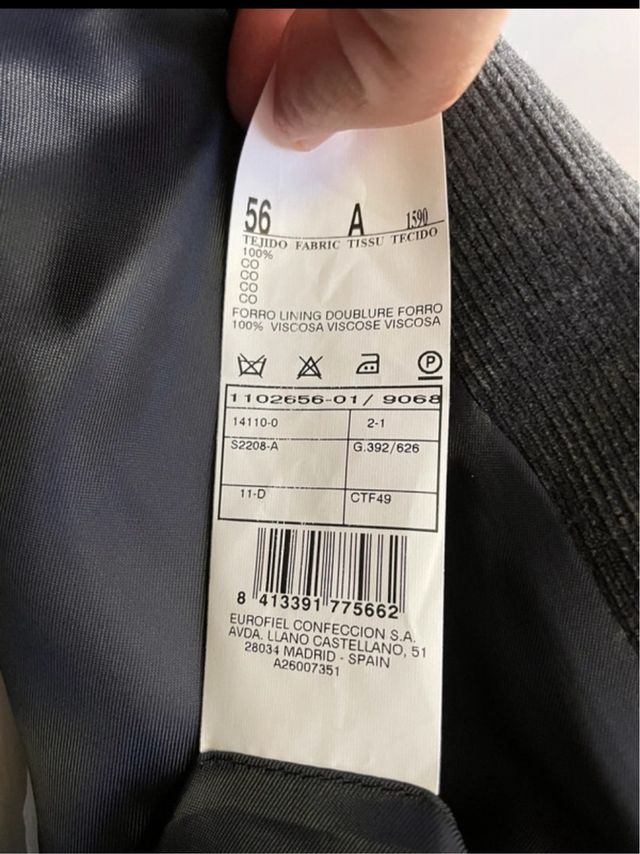 56 A 1590
TEJIDO FABRIC TISSU TECIDO
100%
CO
CO
CO
CO
FORRO LINING DOUBLURE FORRO
100% VISCOSA VISCOSE VISCOSA
P
1102656-01/ 9068
14110-0 2-1
S2208-A G.392/626
11-D CTF49
8 413391 775662
EUROFIEL CONFECCION S.A.
AVDA. LLANO CASTELLANO, 51
28034 MADRID - SPAIN
A26007351